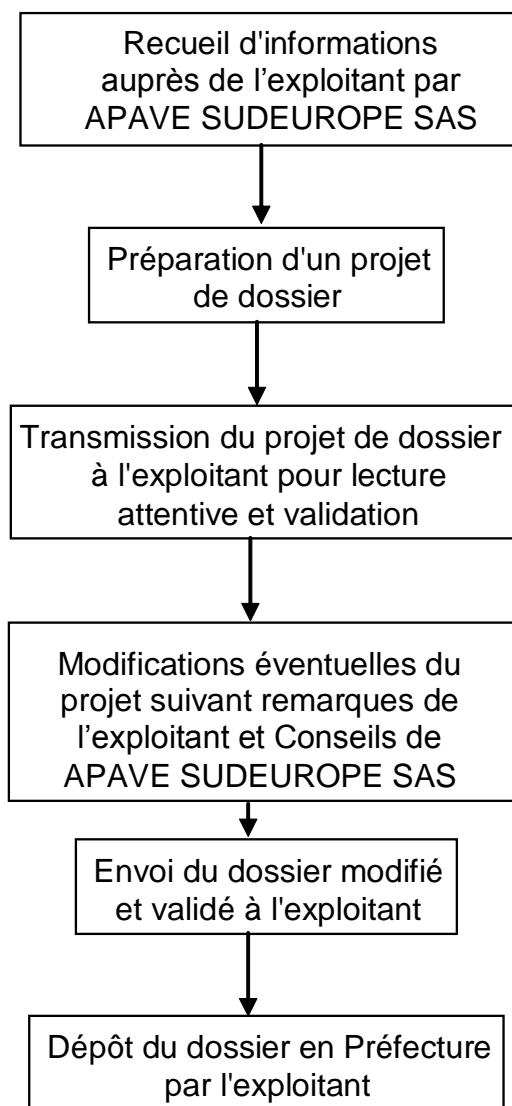 Recueil d'informations
auprès de l’exploitant par
APAVE SUDEUROPE SAS
Préparation d'un projet
de dossier
Transmission du projet de dossier
à l'exploitant pour lecture
attentive et validation
Modifications éventuelles du
projet suivant remarques de
l’exploitant et Conseils de
APAVE SUDEUROPE SAS
Envoi du dossier modifié
et validé à l'exploitant
Dépôt du dossier en Préfecture
par l'exploitant